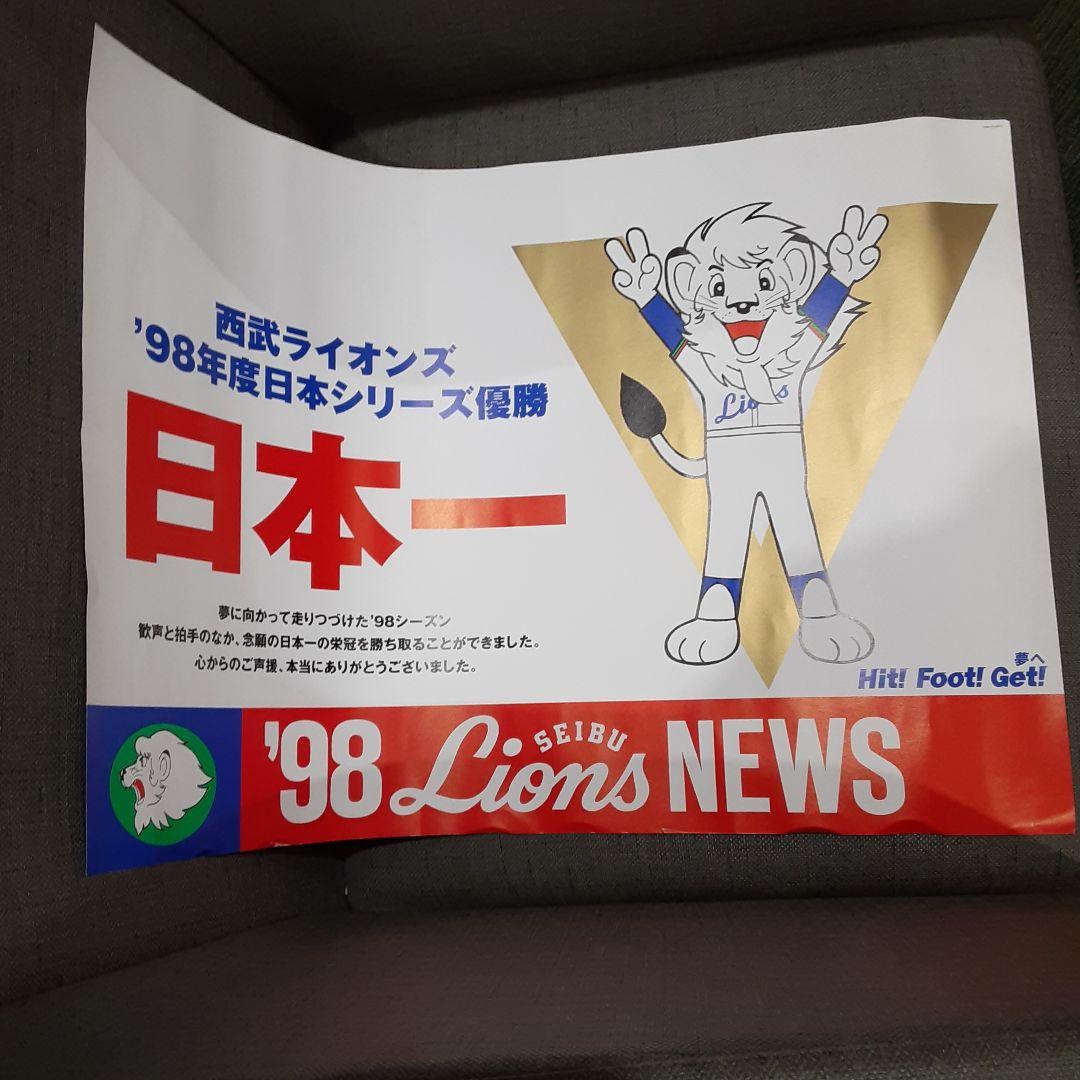 西武ライオンズ
'98年度日本シリーズ優勝
日本一
夢に向かって走りつづけた'98シーズン
歓声と拍手のなか、念願の日本一の栄冠を勝ち取ることができました。
心からのご声援、本当にありがとうございました。
Lions
夢へ
Hit! Foot! Get!
'98 SEIBU Lions NEWS